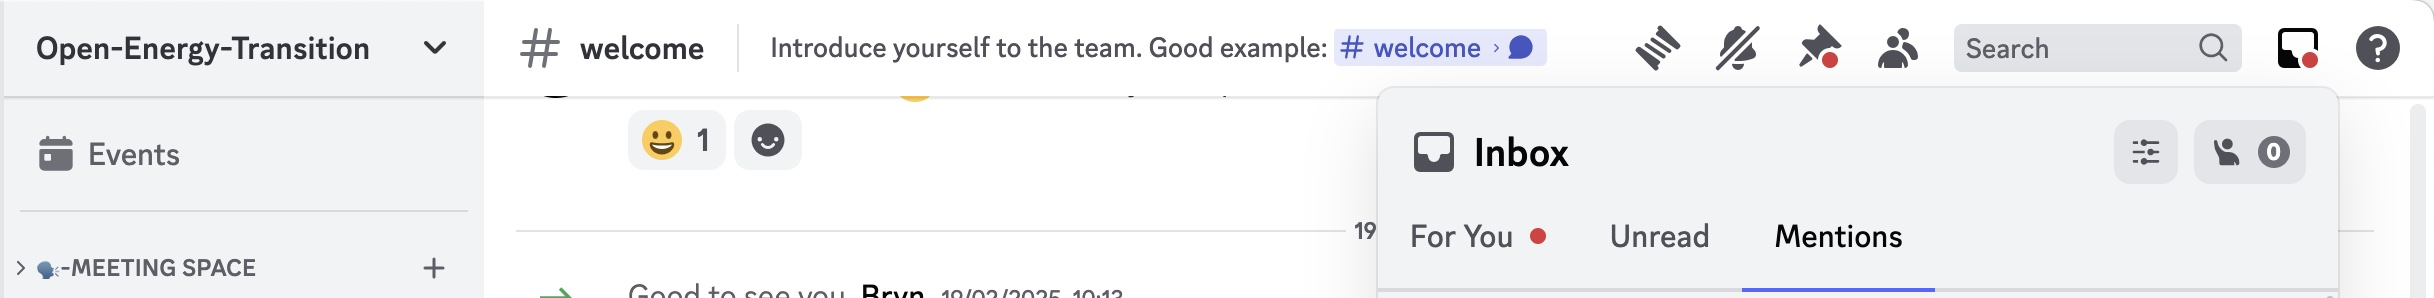 Open-Energy-Transition
welcome
Introduce yourself to the team. Good example: # welcome ›
Search
?
Events
1
Inbox
0
19
For You
Unread
Mentions
-MEETING SPACE
+
Good to see you, Bryn. 19/02/2025, 10:13